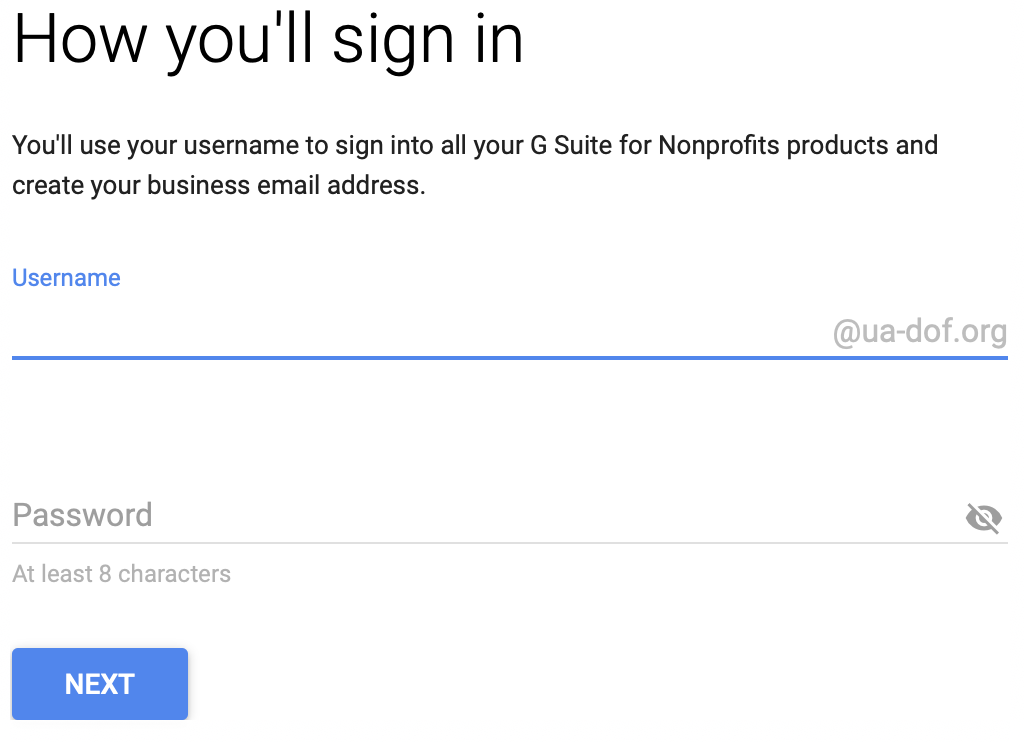 How you'll sign in
You'll use your username to sign into all your G Suite for Nonprofits products and
create your business email address.
Username
@ua-dof.org
Password
At least 8 characters
NEXT